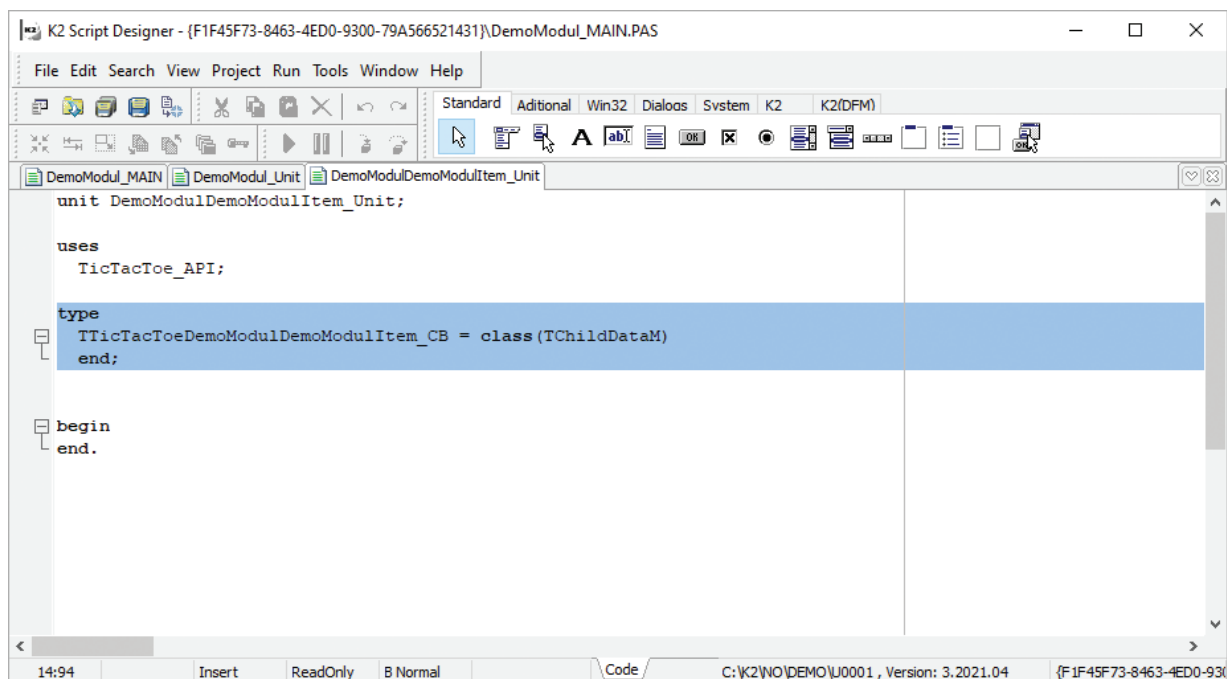 K2 Script Designer - {F1F45F73-8463-4ED0-9300-79A566521431}\DemoModul_MAIN.PAS
File Edit Search View Project Run Tools Window Help
Standard Aditional Win32 Dialogs System K2 K2(DFM)
A abI OK
DemoModul_MAIN DemoModul_Unit DemoModulDemoModulItem_Unit
unit DemoModulDemoModulItem_Unit;
uses
TicTacToe_API;
type
TTicTacToeDemoModulDemoModulItem_CB = class(TChildDataM)
end;
begin
end.
14:94 Insert ReadOnly B Normal Code C:\K2\NO\DEMO\U0001 , Version: 3.2021.04 {F1F45F73-8463-4ED0-930